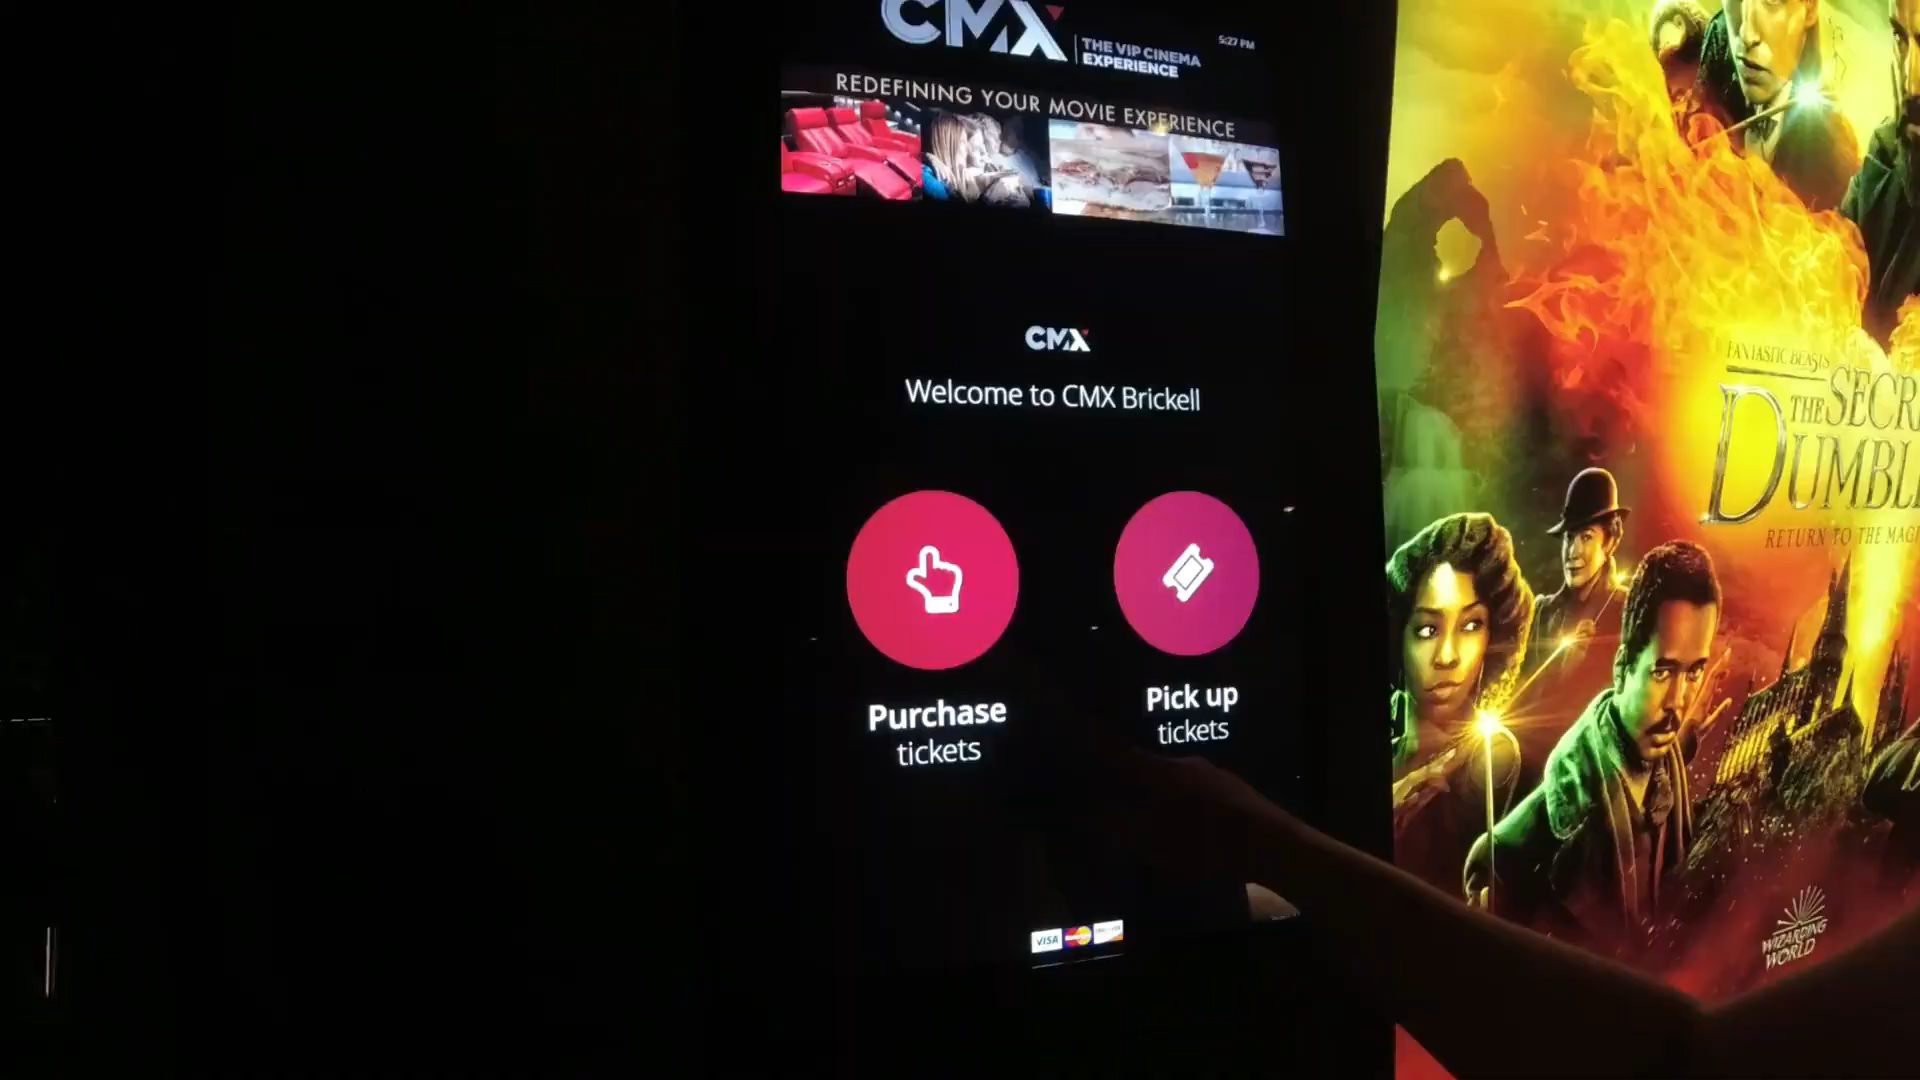 CMX
THE VIP CINEMA
EXPERIENCE
5:27 PM
REDEFINING YOUR MOVIE EXPERIENCE
CMX
Welcome to CMX Brickell
Purchase
tickets
Pick up
tickets
VISA
FANTASTIC BEASTS
THE SECR
DUMBL
RETURN TO THE MAGI
WIZARDING
WORLD